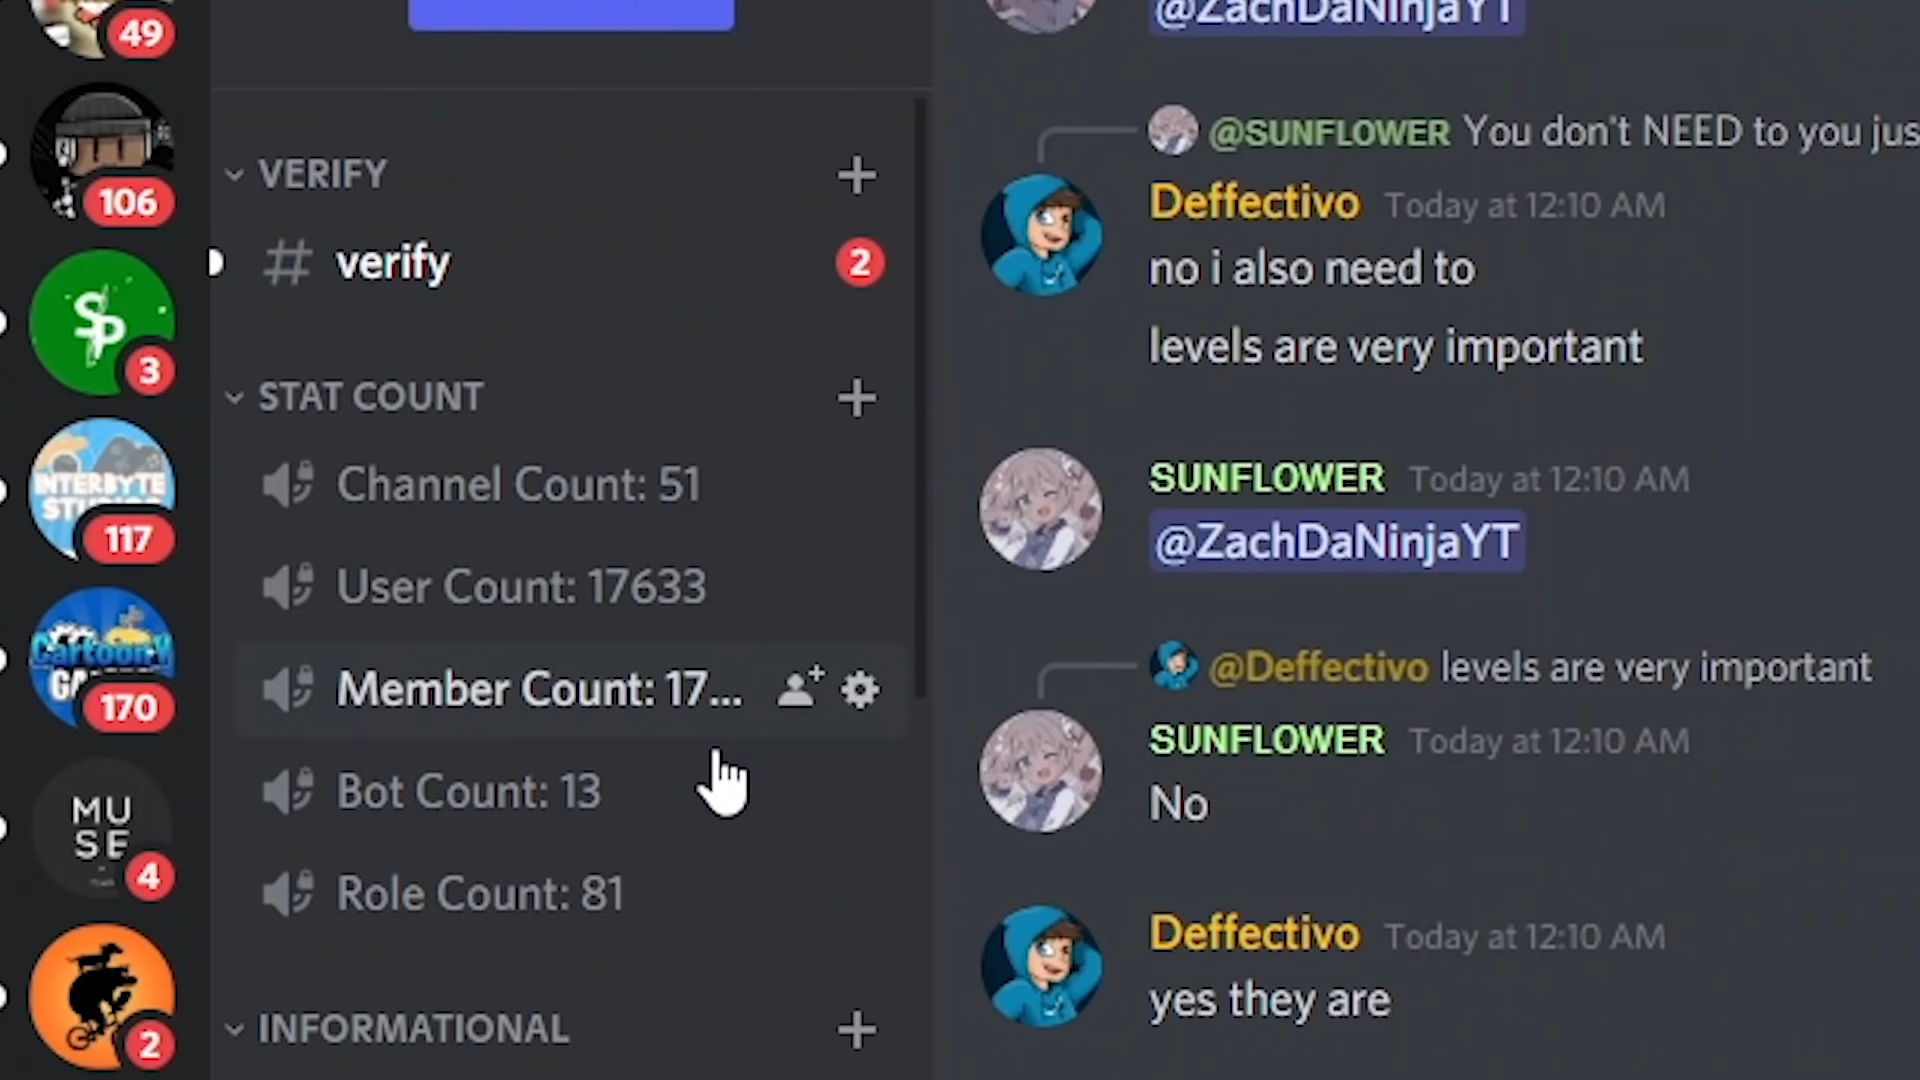 49
106
3
INTERBYTE
117
Cartoony
170
MU
SE
4
2
VERIFY
# verify
2
STAT COUNT
Channel Count: 51
User Count: 17633
Member Count: 17...
Bot Count: 13
Role Count: 81
INFORMATIONAL
@ZachDaNinjaYT
@SUNFLOWER You don't NEED to you jus
Deffectivo Today at 12:10 AM
no i also need to
levels are very important
SUNFLOWER Today at 12:10 AM
@ZachDaNinjaYT
@Deffectivo levels are very important
SUNFLOWER Today at 12:10 AM
No
Deffectivo Today at 12:10 AM
yes they are